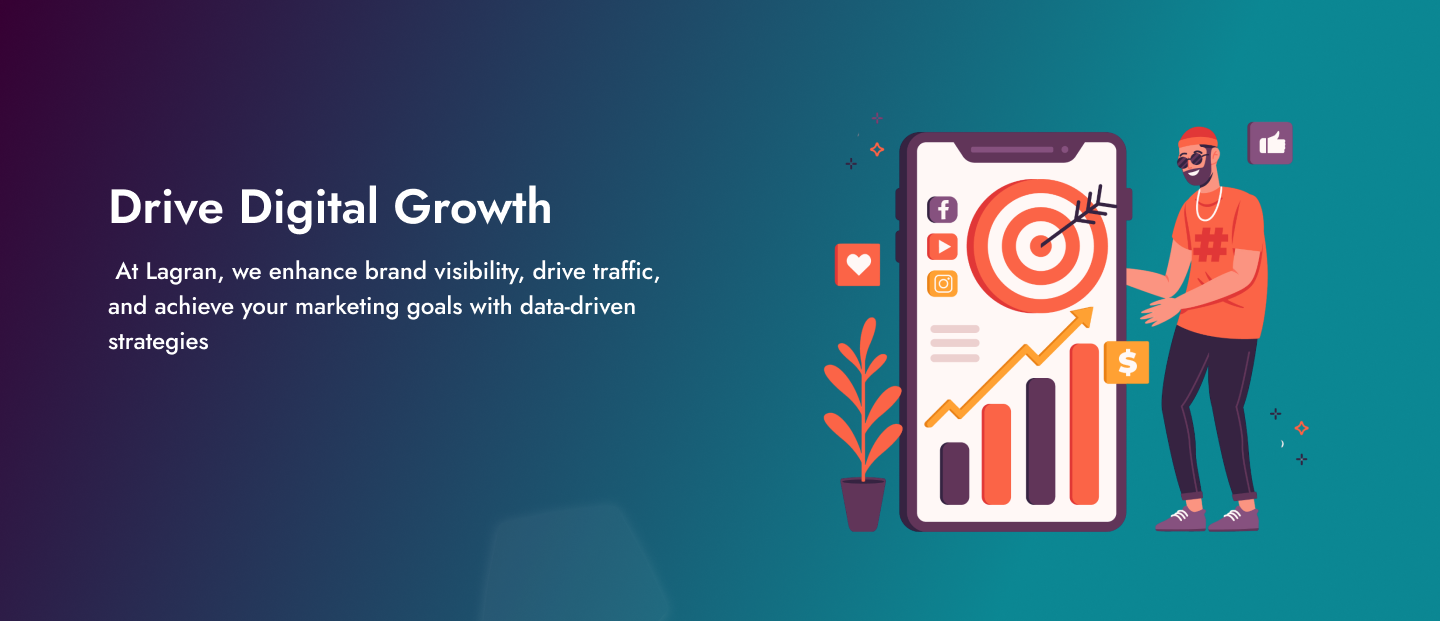 Drive Digital Growth
At Lagran, we enhance brand visibility, drive traffic,
and achieve your marketing goals with data-driven
strategies
#
$